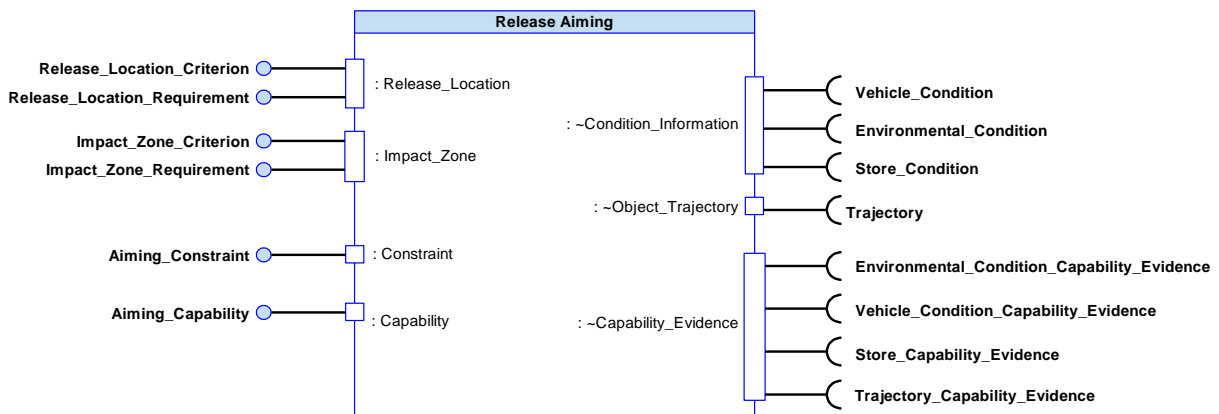 Release Aiming
Release_Location_Criterion
Release_Location_Requirement
: Release_Location
Impact_Zone_Criterion
Impact_Zone_Requirement
: Impact_Zone
Aiming_Constraint
: Constraint
Aiming_Capability
: Capability
: ~Condition_Information
Vehicle_Condition
Environmental_Condition
Store_Condition
: ~Object_Trajectory
Trajectory
: ~Capability_Evidence
Environmental_Condition_Capability_Evidence
Vehicle_Condition_Capability_Evidence
Store_Capability_Evidence
Trajectory_Capability_Evidence